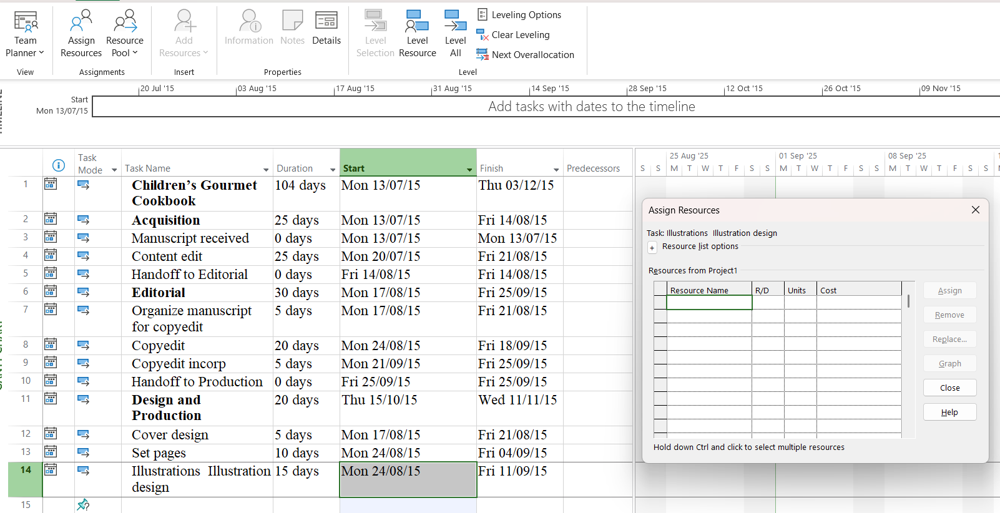 Team Planner
Assign Resources
Resource Pool
Add Resources
Information
Notes
Details
Level Selection
Level Resource
Level All
Leveling Options
Clear Leveling
Next Overallocation
View
Assignments
Insert
Properties
Level
20 Jul '15 03 Aug '15 17 Aug '15 31 Aug '15 14 Sep '15 28 Sep '15 12 Oct '15 26 Oct '15 09 Nov '15
Start
Mon 13/07/15
Add tasks with dates to the timeline
Task Mode Task Name Duration Start Finish Predecessors
1 Children’s Gourmet Cookbook 104 days Mon 13/07/15 Thu 03/12/15
2 Acquisition 25 days Mon 13/07/15 Fri 14/08/15
3 Manuscript received 0 days Mon 13/07/15 Mon 13/07/15
4 Content edit 25 days Mon 20/07/15 Fri 21/08/15
5 Handoff to Editorial 0 days Fri 14/08/15 Fri 14/08/15
6 Editorial 30 days Mon 17/08/15 Fri 25/09/15
7 Organize manuscript for copyedit 5 days Mon 17/08/15 Fri 21/08/15
8 Copyedit 20 days Mon 24/08/15 Fri 18/09/15
9 Copyedit incorp 5 days Mon 21/09/15 Fri 25/09/15
10 Handoff to Production 0 days Fri 25/09/15 Fri 25/09/15
11 Design and Production 20 days Thu 15/10/15 Wed 11/11/15
12 Cover design 5 days Mon 17/08/15 Fri 21/08/15
13 Set pages 10 days Mon 24/08/15 Fri 04/09/15
14 Illustrations Illustration design 15 days Mon 24/08/15 Fri 11/09/15
15
25 Aug '25 01 Sep '25 08 Sep '25
S S M T W T F S S M T W T F S S M T W T F S S
Assign Resources
Task: Illustrations Illustration design
+ Resource list options
Resources from Project1
Resource Name R/D Units Cost
Assign
Remove
Replace...
Graph
Close
Help
Hold down Ctrl and click to select multiple resources